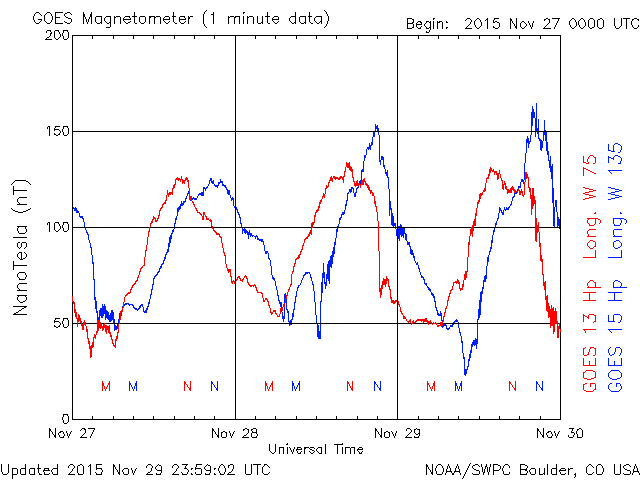 GOES Magnetometer (1 minute data)
Begin: 2015 Nov 27 0000 UTC
200
150
100
50
0
NanoTesla (nT)
M M N N M M N N M M N N
Nov 27 Nov 28 Nov 29 Nov 30
Universal Time
GOES 13 Hp Long. W 75
GOES 15 Hp Long. W 135
Updated 2015 Nov 29 23:59:02 UTC
NOAA/SWPC Boulder, CO USA